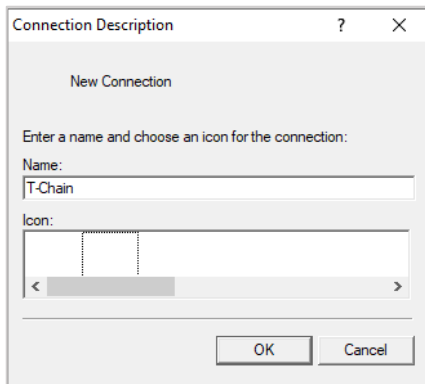 Connection Description
New Connection
Enter a name and choose an icon for the connection:
Name:
T-Chain
Icon:
OK
Cancel